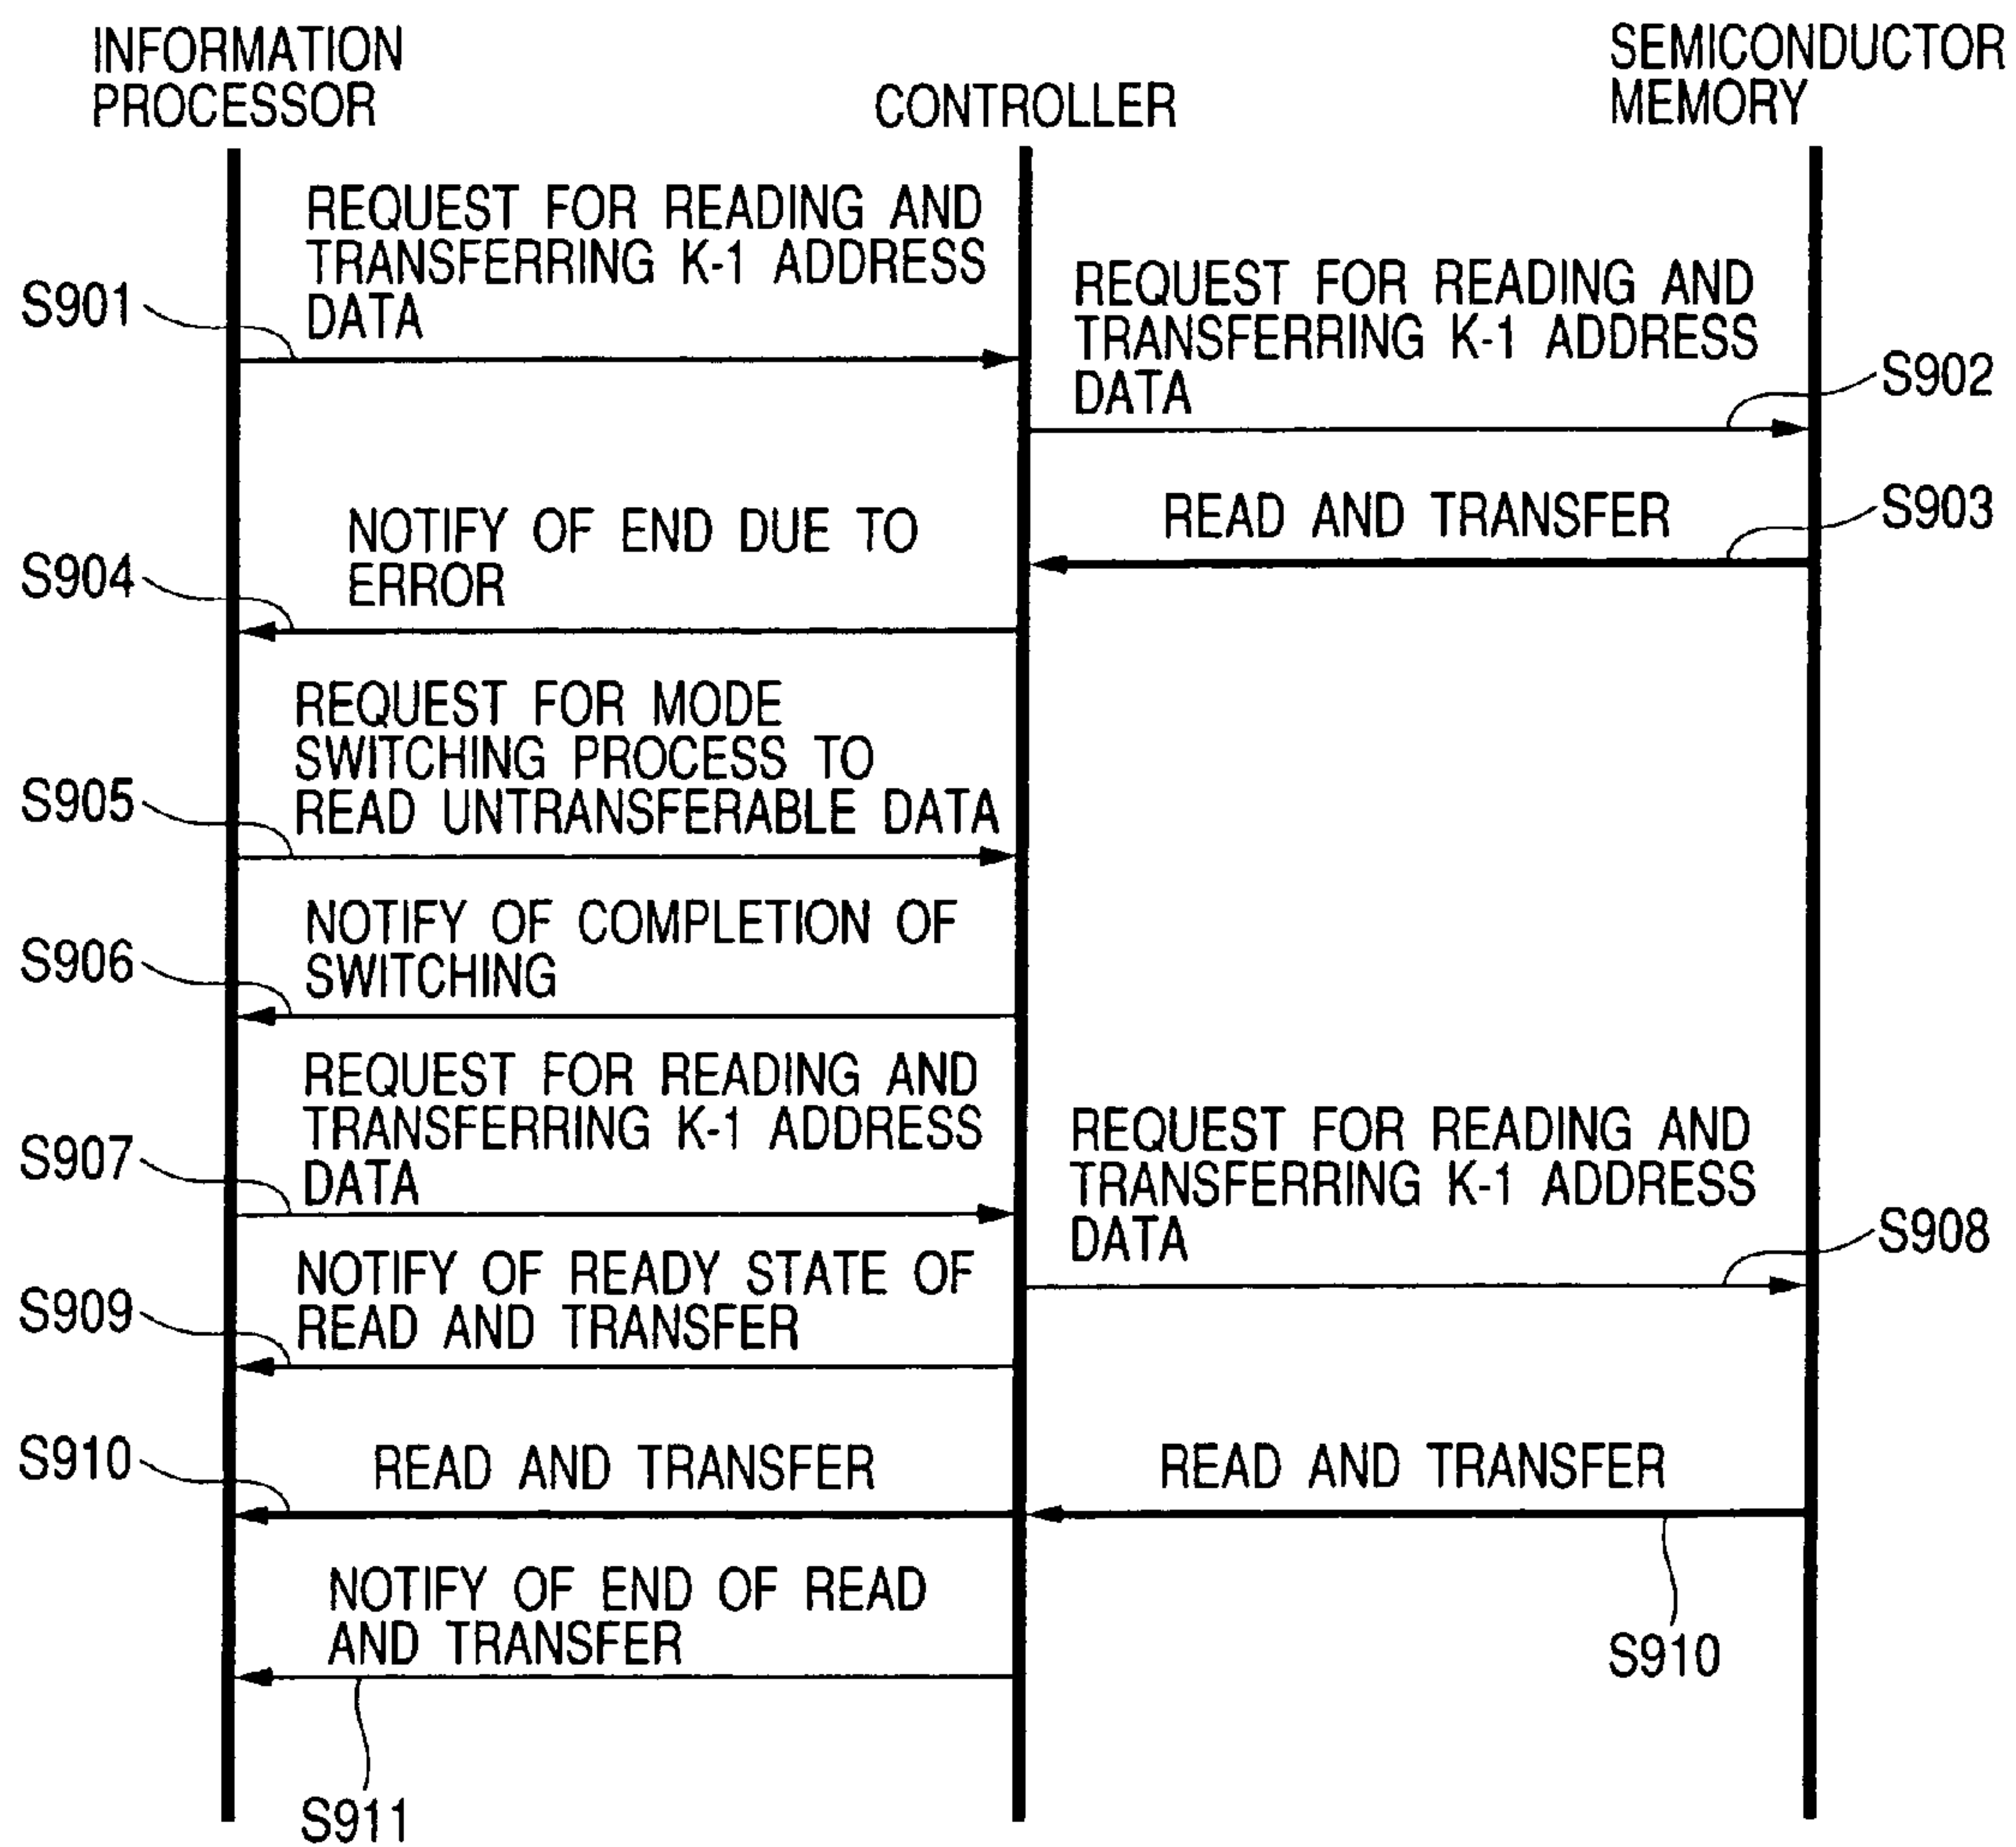 INFORMATION
PROCESSOR
CONTROLLER
SEMICONDUCTOR
MEMORY
REQUEST FOR READING AND
TRANSFERRING K-1 ADDRESS
DATA
S901
REQUEST FOR READING AND
TRANSFERRING K-1 ADDRESS
DATA
S902
READ AND TRANSFER
S903
NOTIFY OF END DUE TO
ERROR
S904
REQUEST FOR MODE
SWITCHING PROCESS TO
READ UNTRANSFERABLE DATA
S905
NOTIFY OF COMPLETION OF
SWITCHING
S906
REQUEST FOR READING AND
TRANSFERRING K-1 ADDRESS
DATA
S907
REQUEST FOR READING AND
TRANSFERRING K-1 ADDRESS
DATA
S908
NOTIFY OF READY STATE OF
READ AND TRANSFER
S909
READ AND TRANSFER
S910
READ AND TRANSFER
S910
NOTIFY OF END OF READ
AND TRANSFER
S911